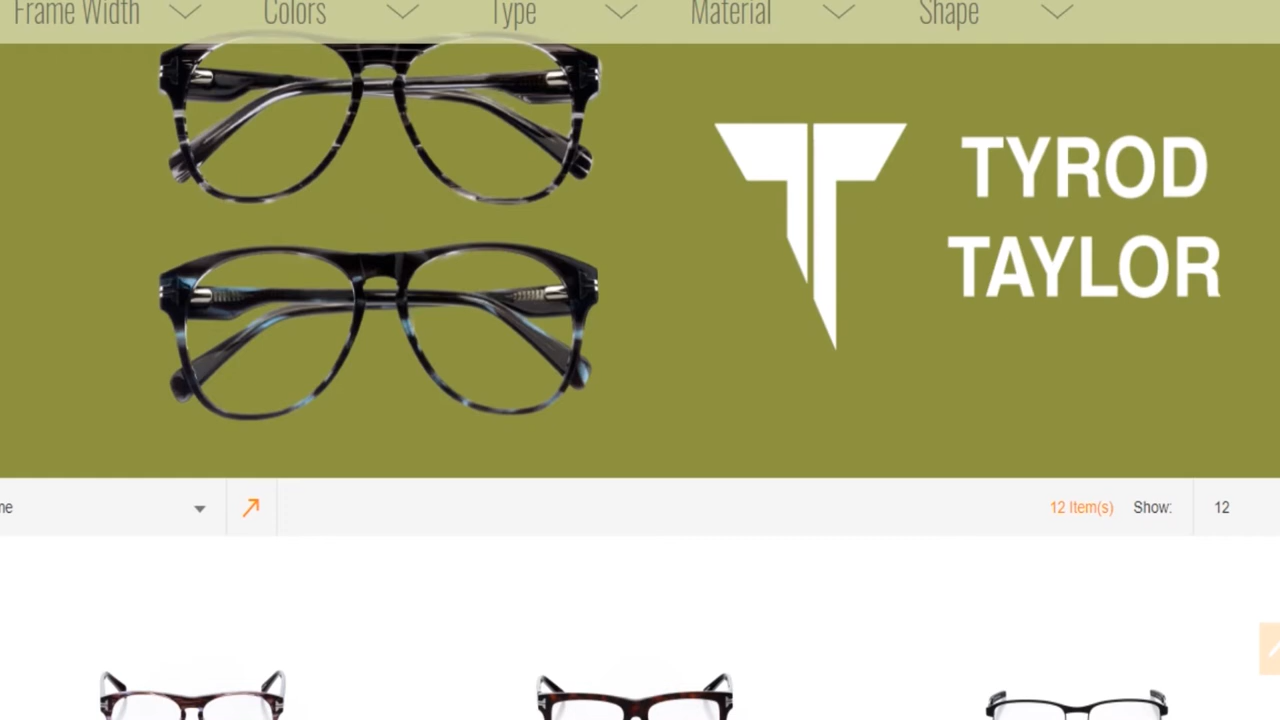 Frame Width Colors Type Material Shape
TYROD
TAYLOR
12 Item(s) Show: 12